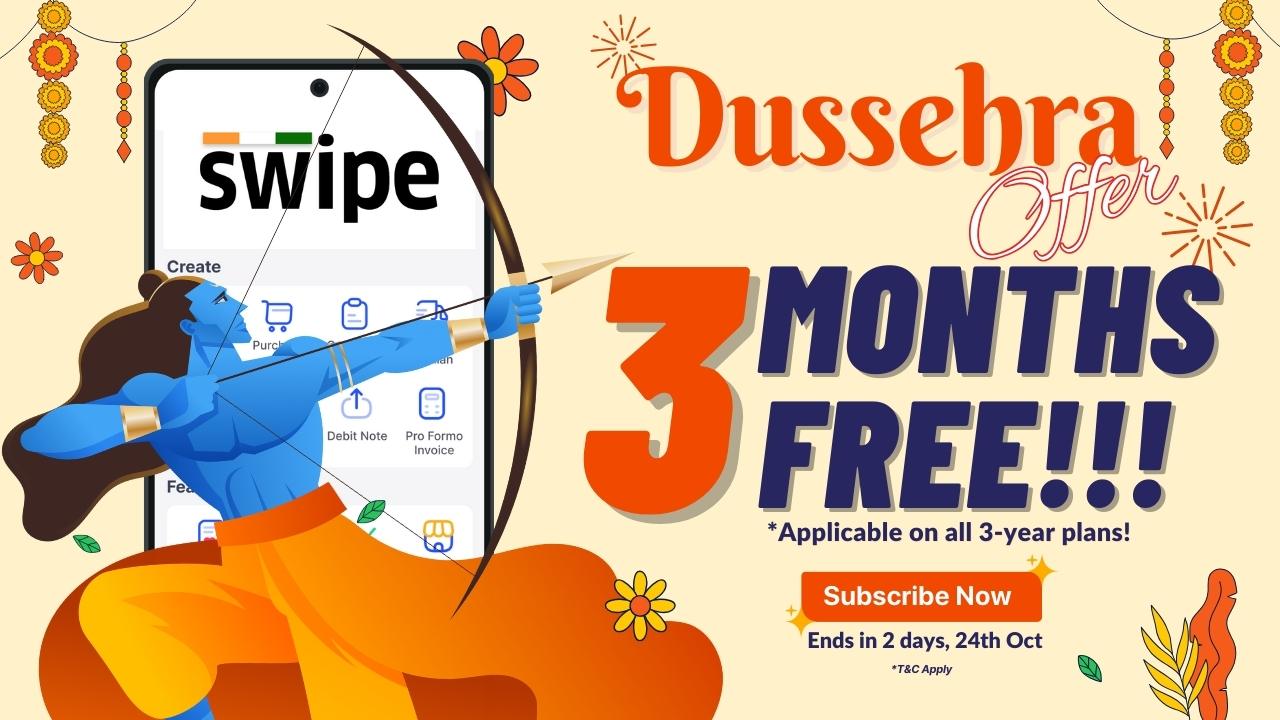 swipe
Create
Debit Note
Pro Formo
Invoice
Dussehra
Offer
3 MONTHS
FREE!!!
*Applicable on all 3-year plans!
Subscribe Now
Ends in 2 days, 24th Oct
*T&C Apply